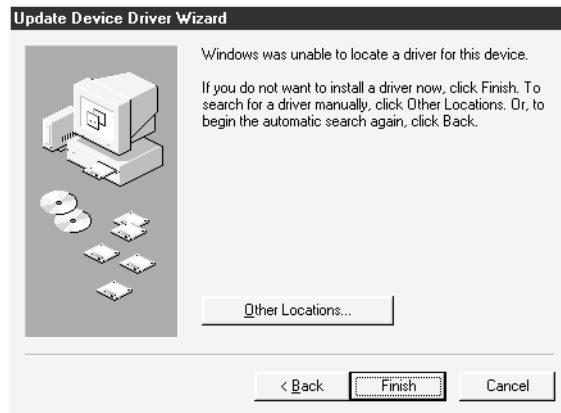 Update Device Driver Wizard
Windows was unable to locate a driver for this device.
If you do not want to install a driver now, click Finish. To
search for a driver manually, click Other Locations. Or, to
begin the automatic search again, click Back.
Other Locations...
< Back
Finish
Cancel